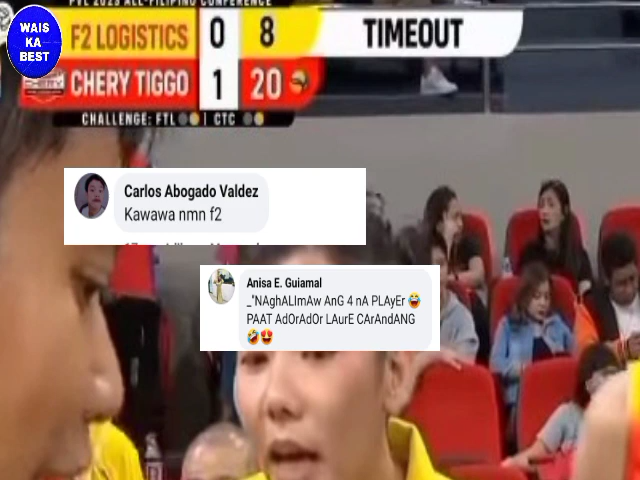 PVL 2023 ALL-FILIPINO CONFERENCE
WAIS
KA
BEST
F2 LOGISTICS 0 8 TIMEOUT
CHERY TIGGO 1 20
CHALLENGE: FTL | CTC
Carlos Abogado Valdez
Kawawa nmn f2
Anisa E. Guiamal
_"NAghALImAw AnG 4 nA PLAyEr 😂
PAAT AdOrAdOr LAurE CArAndANG
🤣😍